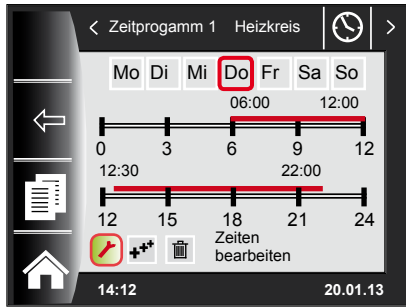 < Zeitprogamm 1 Heizkreis >
Mo Di Mi Do Fr Sa So
06:00 12:00
0 3 6 9 12
12:30 22:00
12 15 18 21 24
Zeiten
bearbeiten
14:12 20.01.13